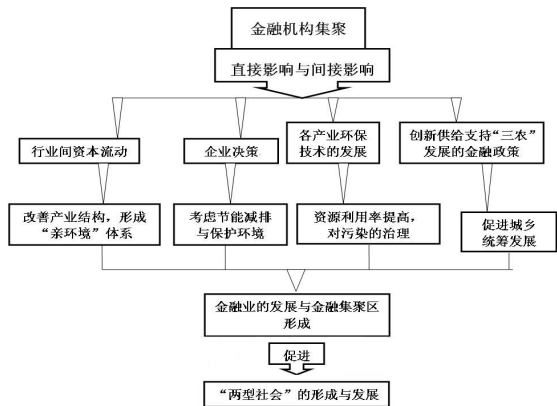 金融机构集聚
直接影响与间接影响
行业间资本流动
企业决策
各产业环保
技术的发展
创新供给支持“三农”
发展的金融政策
改善产业结构，形成
“亲环境”体系
考虑节能减排
与保护环境
资源利用率提高，
对污染的治理
促进城乡
统筹发展
金融业的发展与金融集聚区
形成
促进
“两型社会”的形成与发展